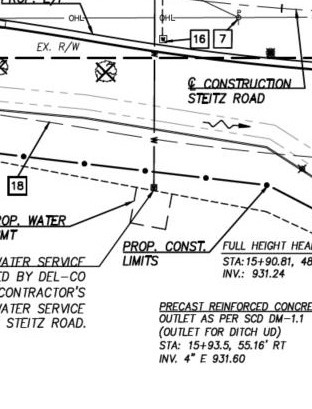 PROP. L/P
OHL
OHL
P
16 7
EX. R/W
℄ CONSTRUCTION
STEITZ ROAD
18
PROP. WATER
MT
PROP. CONST.
LIMITS
WATER SERVICE
ED BY DEL-CO
CONTRACTOR'S
WATER SERVICE
STEITZ ROAD.
FULL HEIGHT HEA
STA: 15+90.81, 48
INV.: 931.24
PRECAST REINFORCED CONCRE
OUTLET AS PER SCD DM-1.1
(OUTLET FOR DITCH UD)
STA: 15+93.5, 55.16' RT
INV. 4" E 931.60